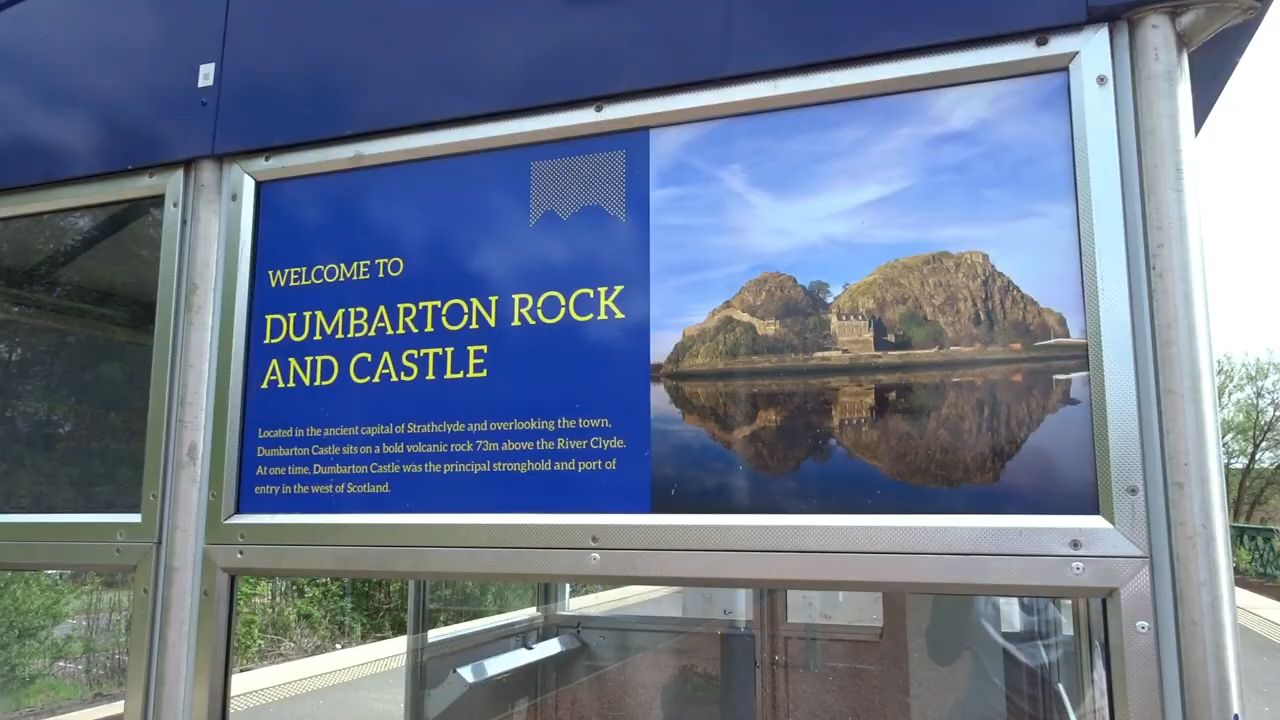 WELCOME TO
DUMBARTON ROCK
AND CASTLE
Located in the ancient capital of Strathclyde and overlooking the town,
Dumbarton Castle sits on a bold volcanic rock 73m above the River Clyde.
At one time, Dumbarton Castle was the principal stronghold and port of
entry in the west of Scotland.